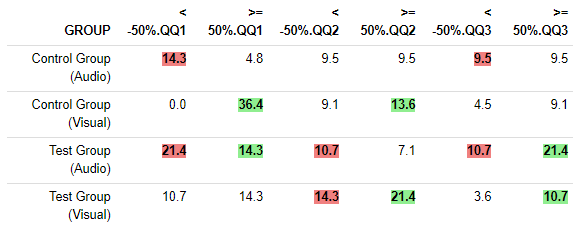 < >= < >= < >=
GROUP -50%.QQ1 50%.QQ1 -50%.QQ2 50%.QQ2 -50%.QQ3 50%.QQ3
Control Group 14.3 4.8 9.5 9.5 9.5 9.5
(Audio)
Control Group 0.0 36.4 9.1 13.6 4.5 9.1
(Visual)
Test Group 21.4 14.3 10.7 7.1 10.7 21.4
(Audio)
Test Group 10.7 14.3 14.3 21.4 3.6 10.7
(Visual)